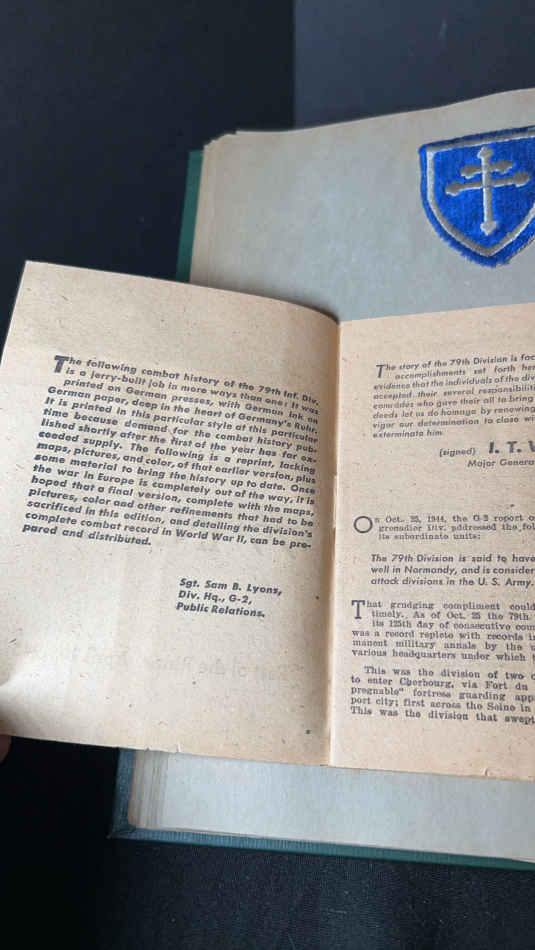 The following combat history of the 79th Inf. Div.
is a jerry-built job in more ways than one: it was
printed on German presses, with German ink on
German paper, deep in the heart of Germany's Ruhr.
It is printed in this particular style at this particular
time because demand for the combat history pub-
lished shortly after the first of the year has far ex-
ceeded supply. The following is a reprint, lacking
maps, pictures, and color, of that earlier version, plus
some material to bring the history up to date. Once
the war in Europe is completely out of the way, it is
hoped that a final version, complete with the maps,
pictures, color and other refinements that had to be
sacrificed in this edition, and detailing the division's
complete combat record in World War II, can be pre-
pared and distributed.
Sgt. Sam B. Lyons,
Div. Hq., G-2,
Public Relations.
The story of the 79th Division is
accomplishments set forth
evidence that the individuals of the
accepted their several
comrades who gave their all to bring
deeds let us do homage by renewing
vigor our determination to close
exterminate him.
(signed) I. T.
Major
On Oct. 25, 1944, the G-2 report
grenadier Div. addressed the
its subordinate units:
The 79th Division is said to have
well in Normandy, and is
attack divisions in the U. S. Army.
That grudging compliment could
timely. As of Oct. 25 the 79th
its 125th day of consecutive
was a record replete with records
manent military annals by the
various headquarters under which
This was the division of two
to enter Cherbourg, via Fort du
pregnable" fortress guarding
port city; first across the Seine in
This was the division that swept